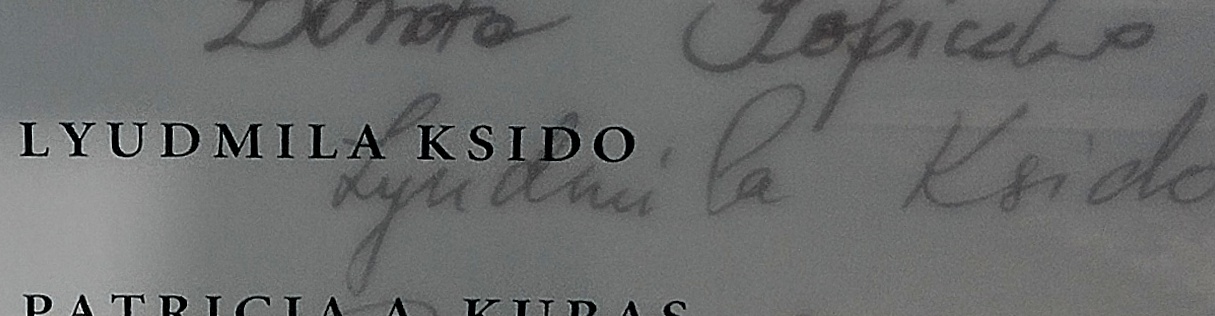 Dorota
LYUDMILA KSIDO
Lyudmila Ksido
PATRICIA A. KURAS